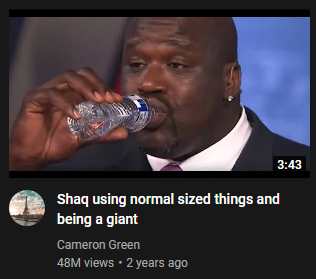 3:43
Shaq using normal sized things and
being a giant
Cameron Green
48M views • 2 years ago